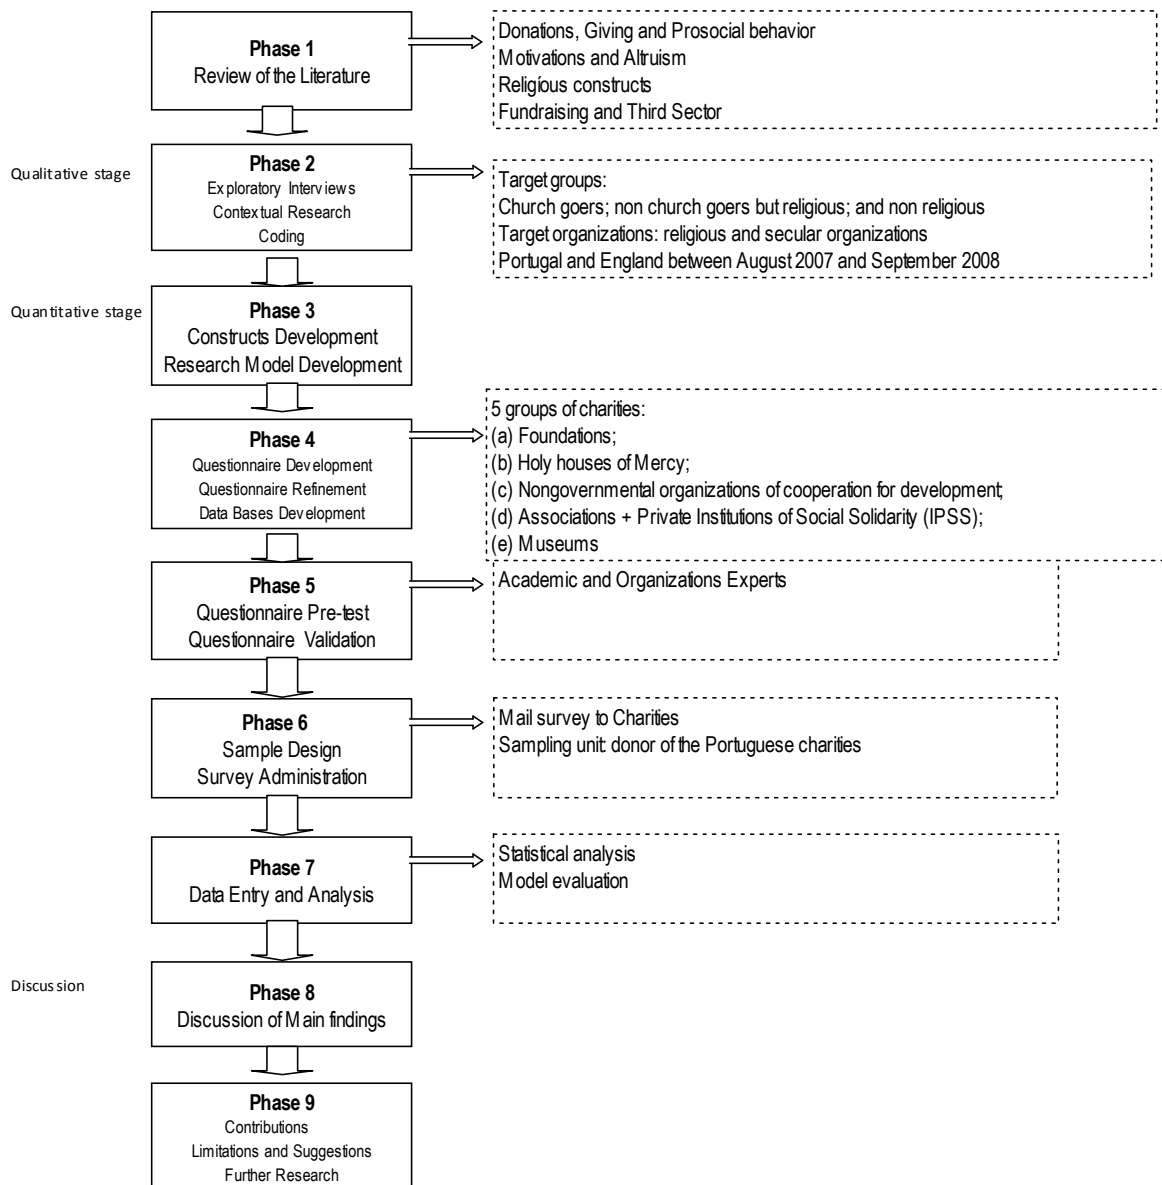 Phase 1
Review of the Literature
Donations, Giving and Prosocial behavior
Motivations and Altruism
Religíous constructs
Fundraising and Third Sector
Qualitative stage
Phase 2
Exploratory Interviews
Contextual Research
Coding
Target groups:
Church goers; non church goers but religious; and non religious
Target organizations: religious and secular organizations
Portugal and England between August 2007 and September 2008
Quantitative stage
Phase 3
Constructs Development
Research Model Development
Phase 4
Questionnaire Development
Questionnaire Refinement
Data Bases Development
5 groups of charities:
(a) Foundations;
(b) Holy houses of Mercy;
(c) Nongovernmental organizations of cooperation for development;
(d) Associations + Private Institutions of Social Solidarity (IPSS);
(e) Museums
Phase 5
Questionnaire Pre-test
Questionnaire Validation
Academic and Organizations Experts
Phase 6
Sample Design
Survey Administration
Mail survey to Charities
Sampling unit: donor of the Portuguese charities
Phase 7
Data Entry and Analysis
Statistical analysis
Model evaluation
Discussion
Phase 8
Discussion of Main findings
Phase 9
Contributions
Limitations and Suggestions
Further Research